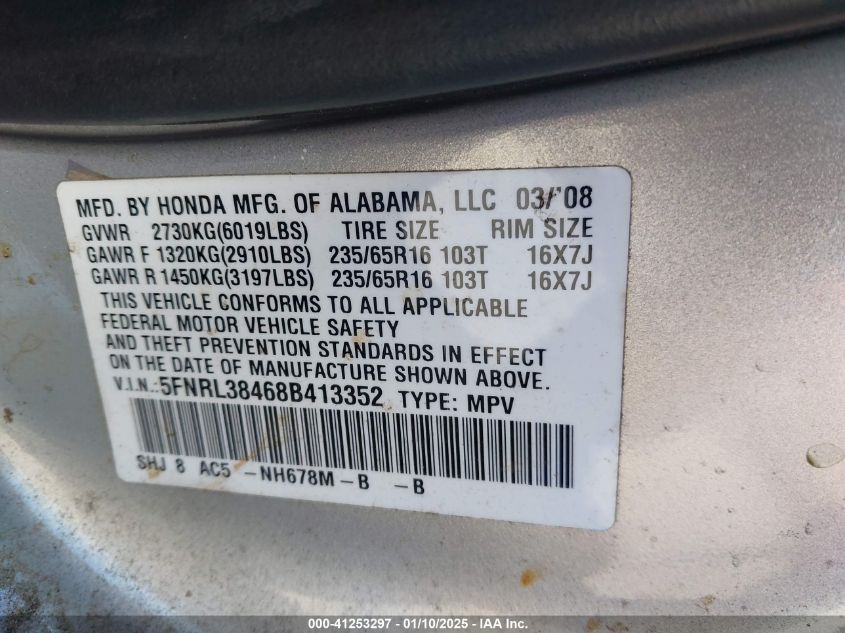 MFD. BY HONDA MFG. OF ALABAMA, LLC 03/'08
GVWR 2730KG(6019LBS) TIRE SIZE RIM SIZE
GAWR F 1320KG(2910LBS) 235/65R16 103T 16X7J
GAWR R 1450KG(3197LBS) 235/65R16 103T 16X7J
THIS VEHICLE CONFORMS TO ALL APPLICABLE
FEDERAL MOTOR VEHICLE SAFETY
AND THEFT PREVENTION STANDARDS IN EFFECT
ON THE DATE OF MANUFACTURE SHOWN ABOVE.
V.I.N.:5FNRL38468B413352 TYPE: MPV
SHJ 8 AC5 -NH678M-B -B
000-41253297 - 01/10/2025 - IAA Inc.